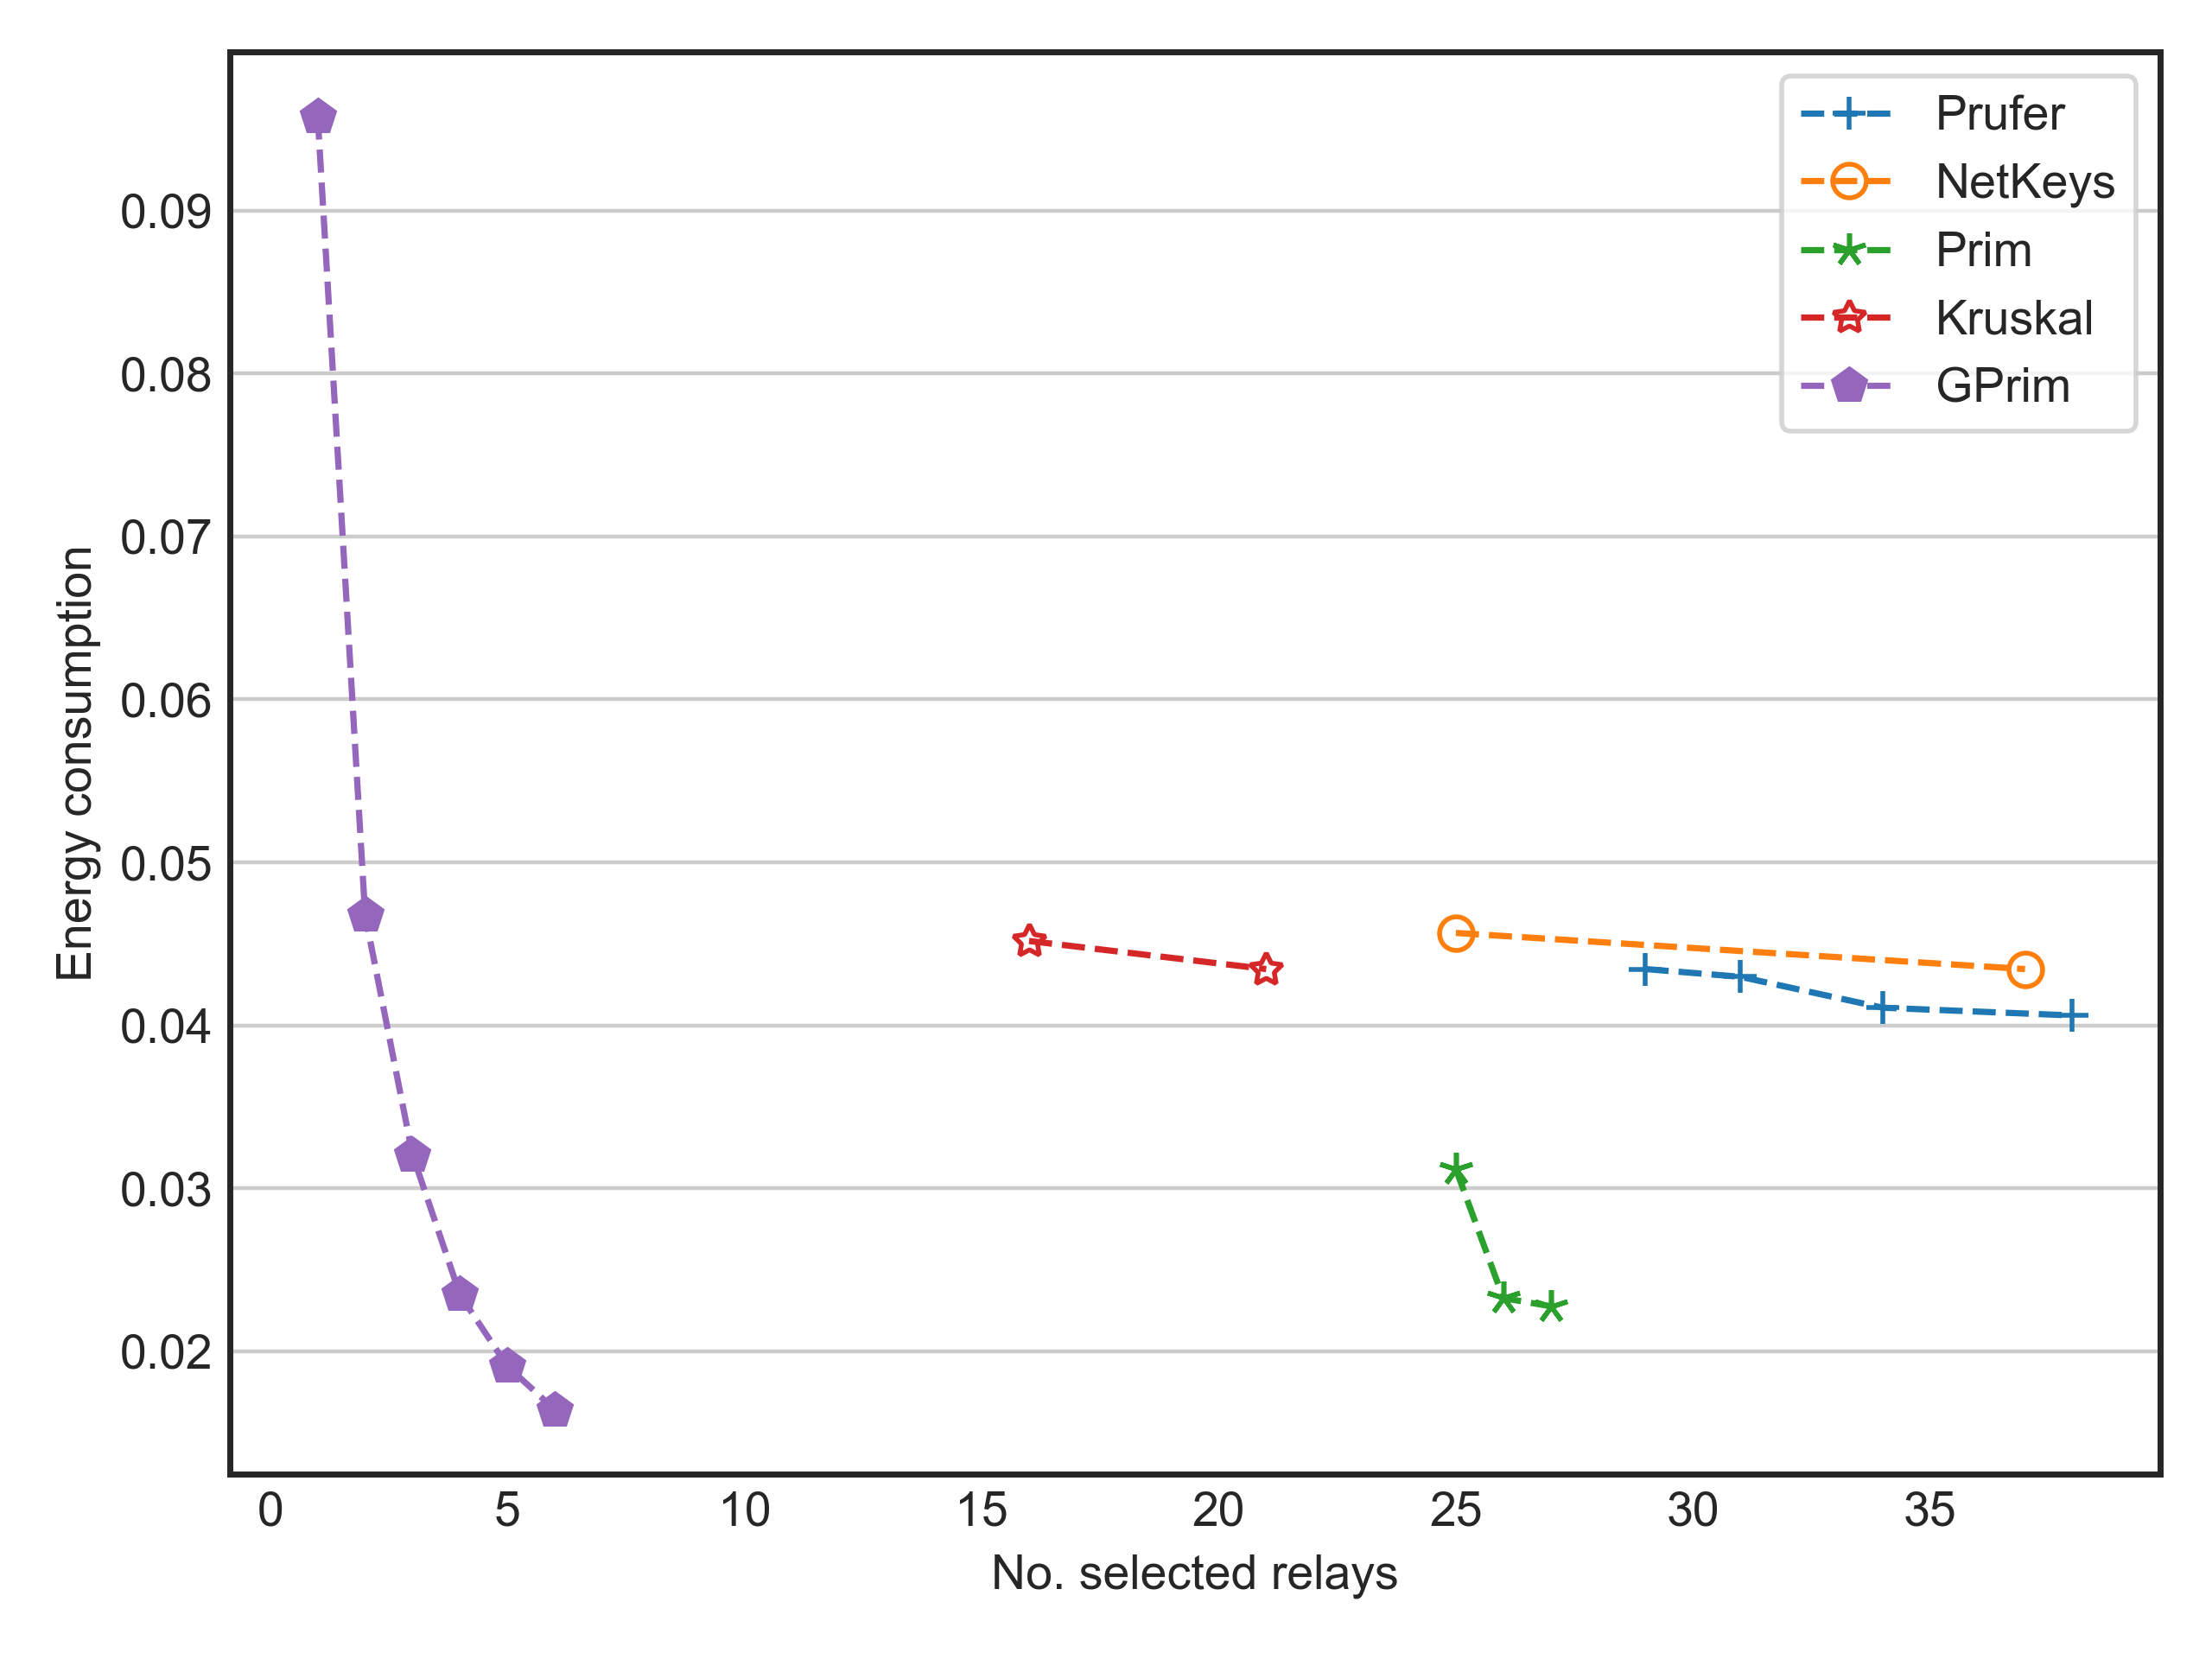 Prufer
NetKeys
Prim
Kruskal
GPrim
Energy consumption
0.09
0.08
0.07
0.06
0.05
0.04
0.03
0.02
0 5 10 15 20 25 30 35
No. selected relays